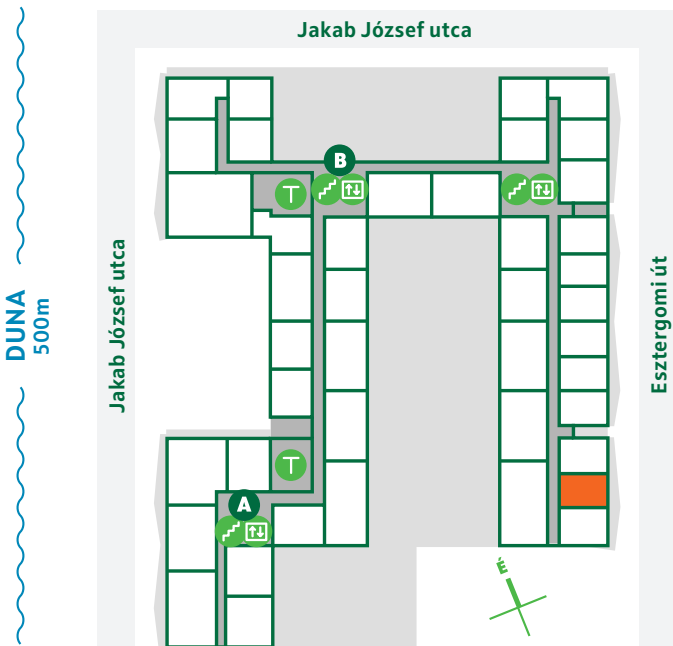 Jakab József utca
B
T
Jakab József utca
DUNA
500m
Esztergomi út
T
A
É